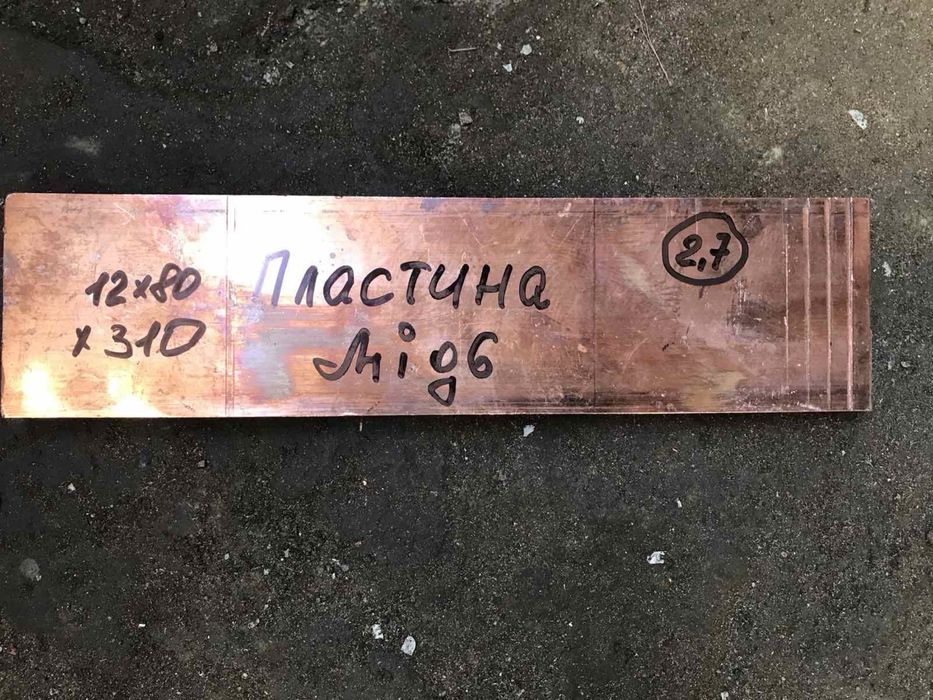 12x80
x310
Пластина
мідь
2,7